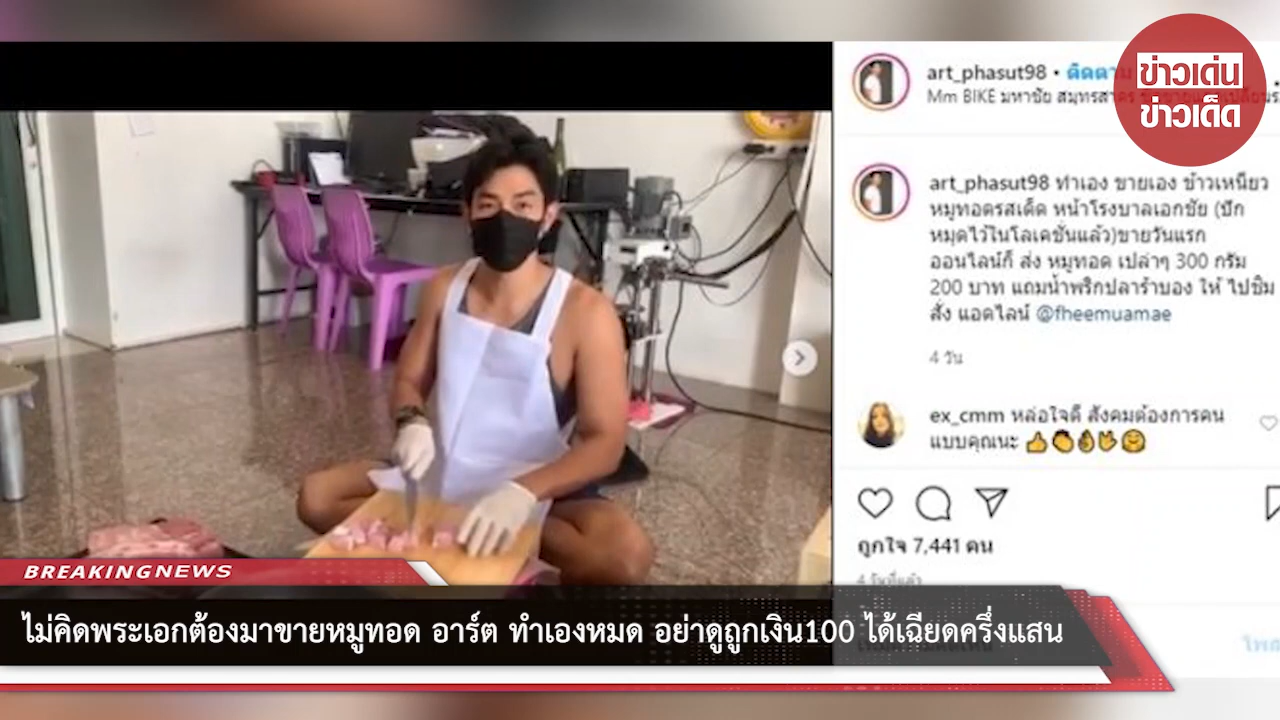 art_phasut98 • ติดตาม
Mm BIKE มหาชัย สมุทรสาคร
ข่าวเด่น
ข่าวเด็ด
art_phasut98 ทำเอง ขายเอง ข้าวเหนียว
หมูทอดรสเด็ด หน้าโรงบาลเอกชัย (ปัก
หมุดไว้ในโลเคชั่นแล้ว)ขายวันแรก
ออนไลน์ก็ ส่ง หมูทอด เปล่าๆ 300 กรัม
200 บาท แถมน้ำพริกปลาร้าบอง ให้ ไปชิม
สั่ง แอดไลน์ @fheemuamae
4 วัน
ex_cmm หล่อใจดี สังคมต้องการคน
แบบคุณนะ 👍👏👌🤟🤗
ถูกใจ 7,441 คน
4 วันที่แล้ว
BREAKING NEWS
ไม่คิดพระเอกต้องมาขายหมูทอด อาร์ต ทำเองหมด อย่าดูถูกเงิน100 ได้เฉียดครึ่งแสน